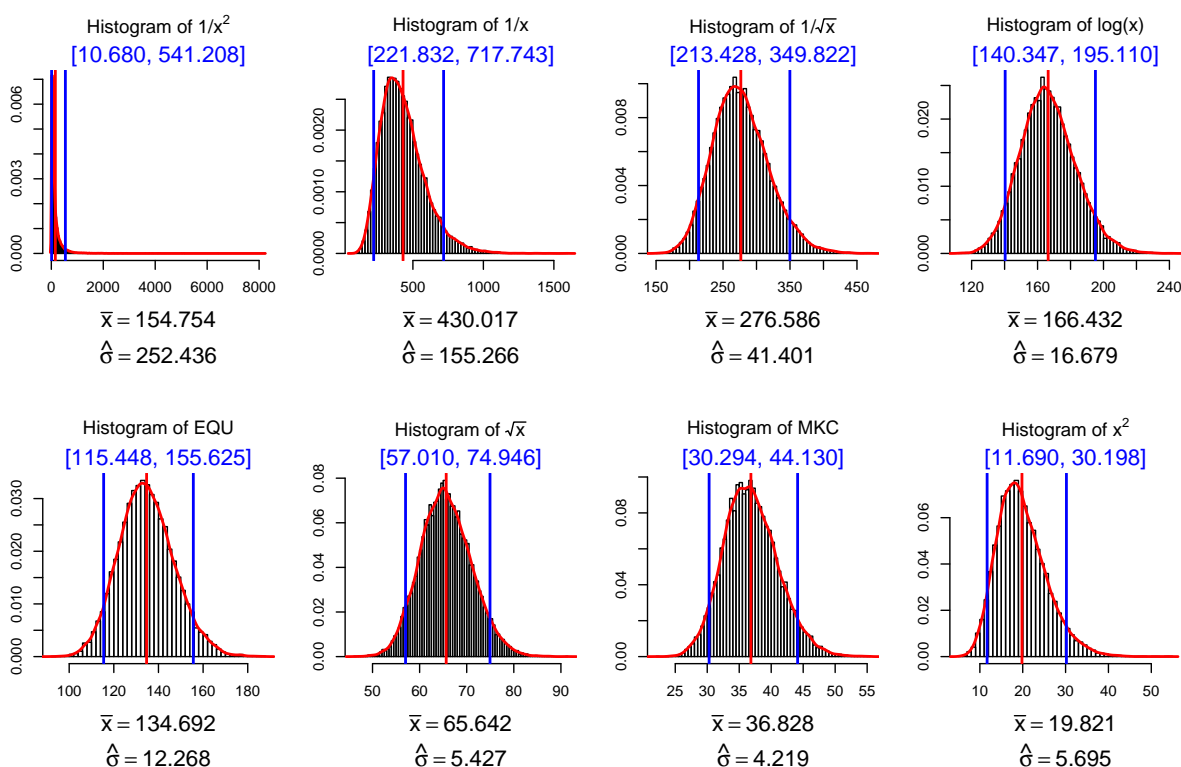 Histogram of 1/x²
[10.680, 541.208]
0.000 0.003 0.006
0 2000 4000 6000 8000
x̅ = 154.754
σ̂ = 252.436
Histogram of 1/x
[221.832, 717.743]
0.0000 0.0010 0.0020
500 1000 1500
x̅ = 430.017
σ̂ = 155.266
Histogram of 1/√x
[213.428, 349.822]
0.000 0.004 0.008
150 250 350 450
x̅ = 276.586
σ̂ = 41.401
Histogram of log(x)
[140.347, 195.110]
0.000 0.010 0.020
120 160 200 240
x̅ = 166.432
σ̂ = 16.679
Histogram of EQU
[115.448, 155.625]
0.000 0.010 0.020 0.030
100 120 140 160 180
x̅ = 134.692
σ̂ = 12.268
Histogram of √x
[57.010, 74.946]
0.00 0.02 0.04 0.06 0.08
50 60 70 80 90
x̅ = 65.642
σ̂ = 5.427
Histogram of MKC
[30.294, 44.130]
0.00 0.04 0.08
25 30 35 40 45 50 55
x̅ = 36.828
σ̂ = 4.219
Histogram of x²
[11.690, 30.198]
0.00 0.02 0.04 0.06
10 20 30 40 50
x̅ = 19.821
σ̂ = 5.695